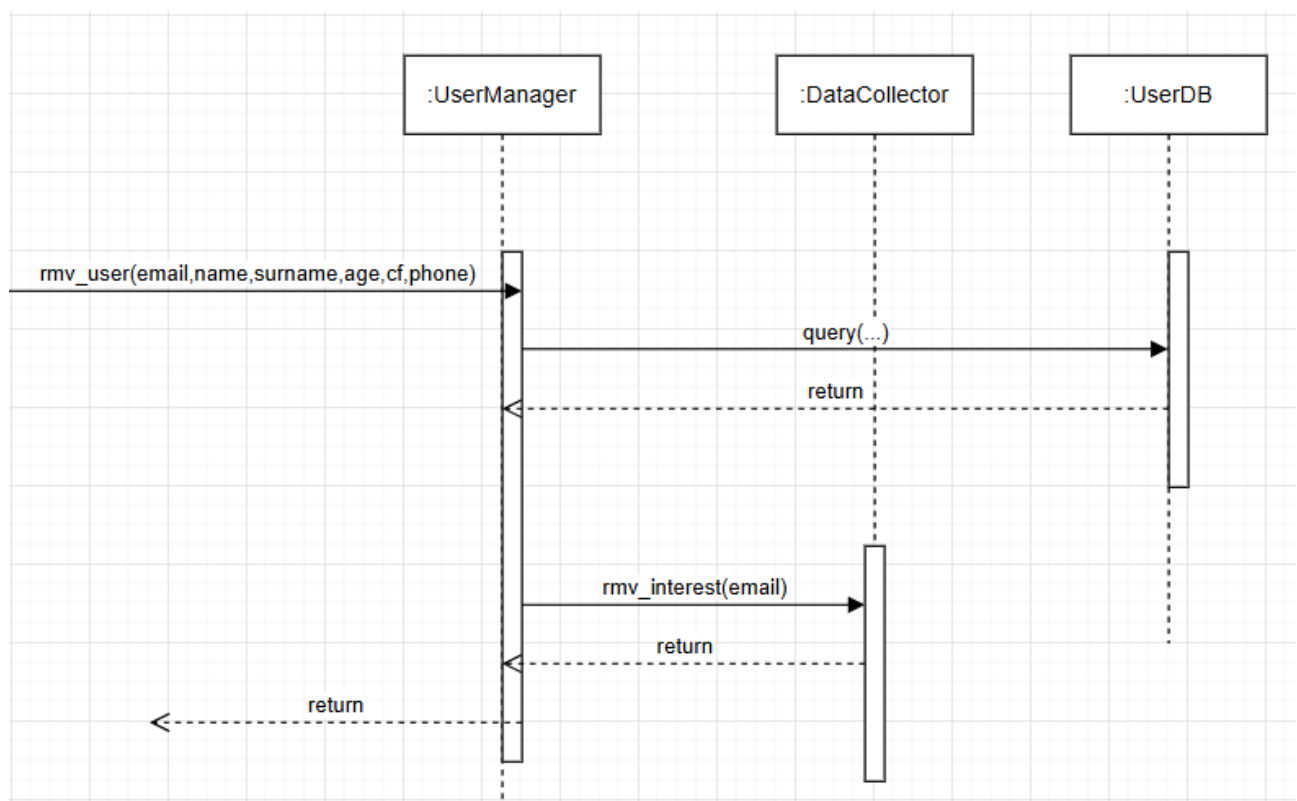 :UserManager
:DataCollector
:UserDB
rmv_user(email,name,surname,age,cf,phone)
query(...)
return
rmv_interest(email)
return
return